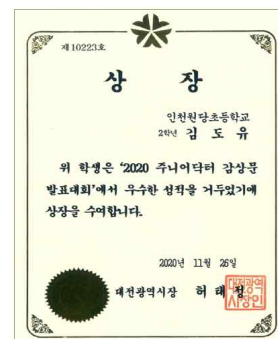 제 10223호
상 장
인천원당초등학교
2학년 김 도 유
위 학생은 '2020 주니어닥터 감상문
발표대회'에서 우수한 성적을 거두었기에
상장을 수여합니다.
2020년 11월 26일
대전광역시장 허 태 정
대전광역
시장인